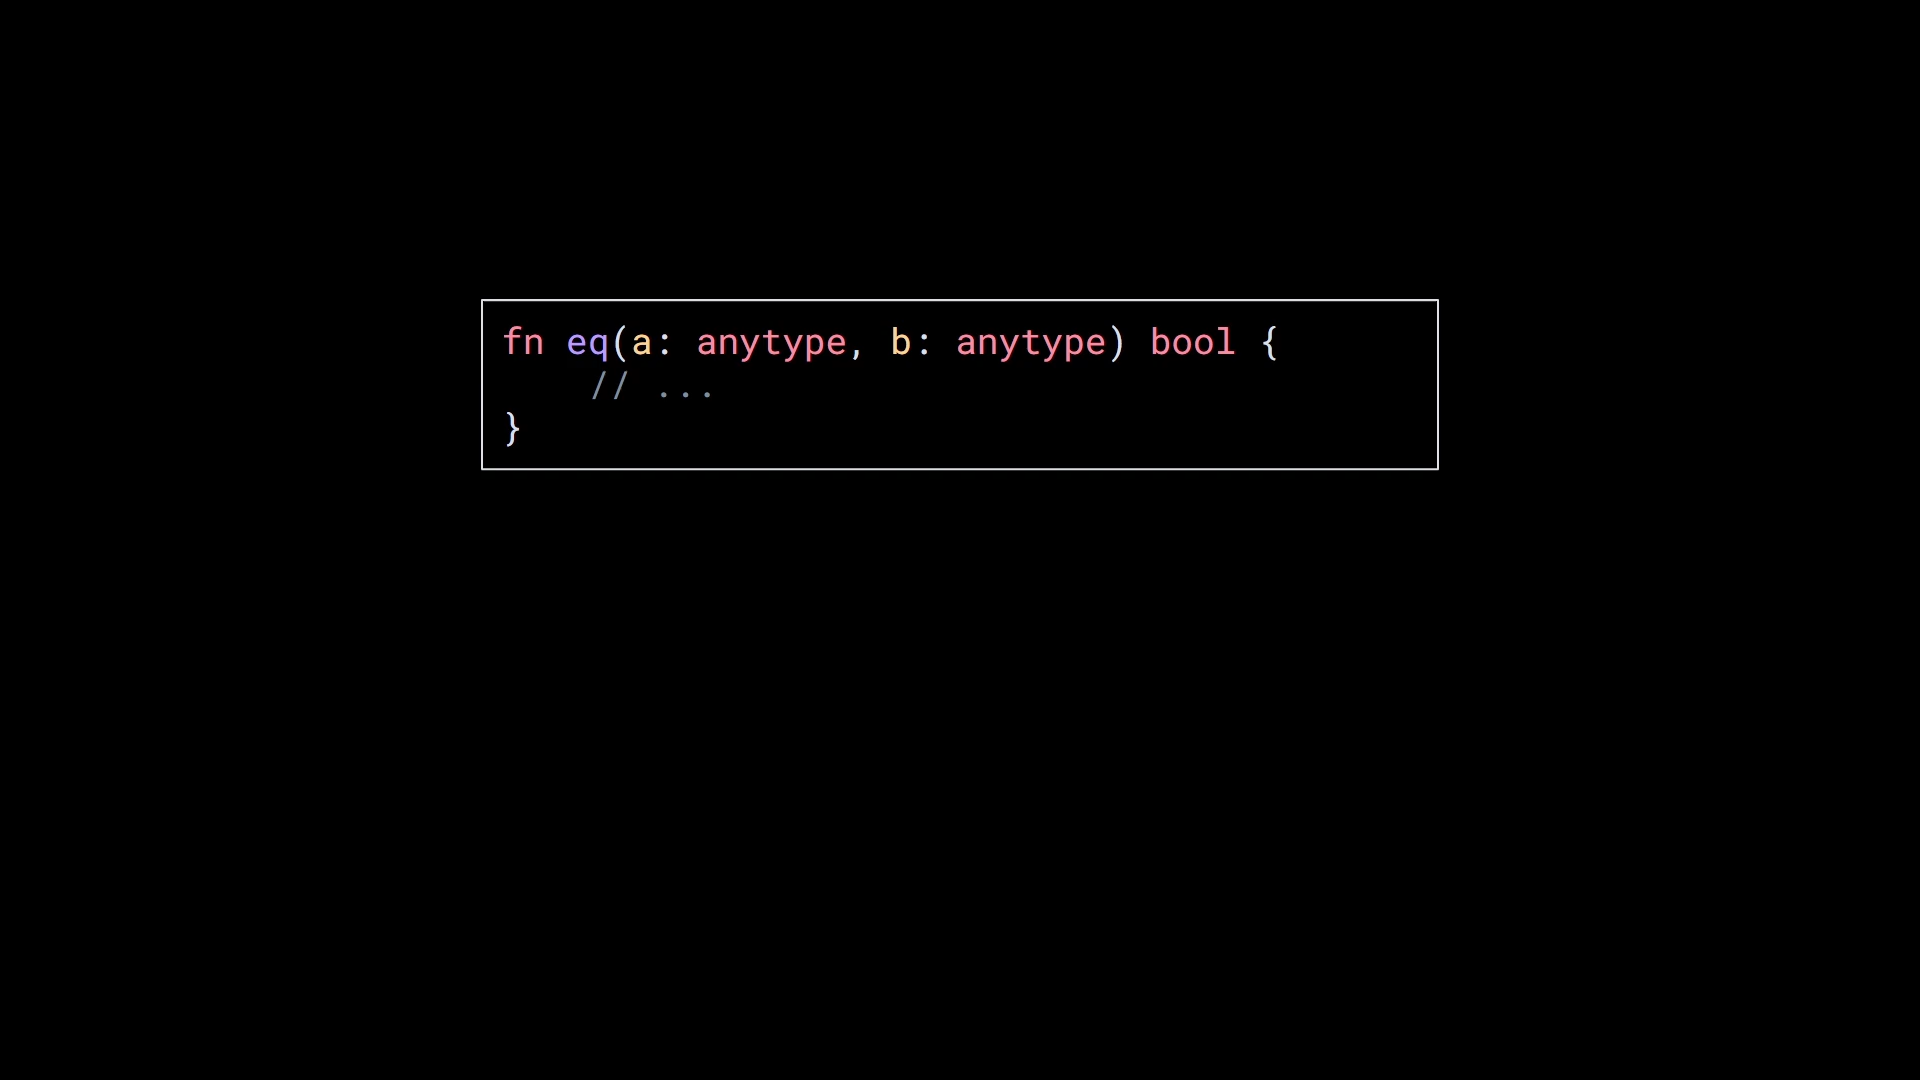 fn eq(a: anytype, b: anytype) bool {
    // ...
}